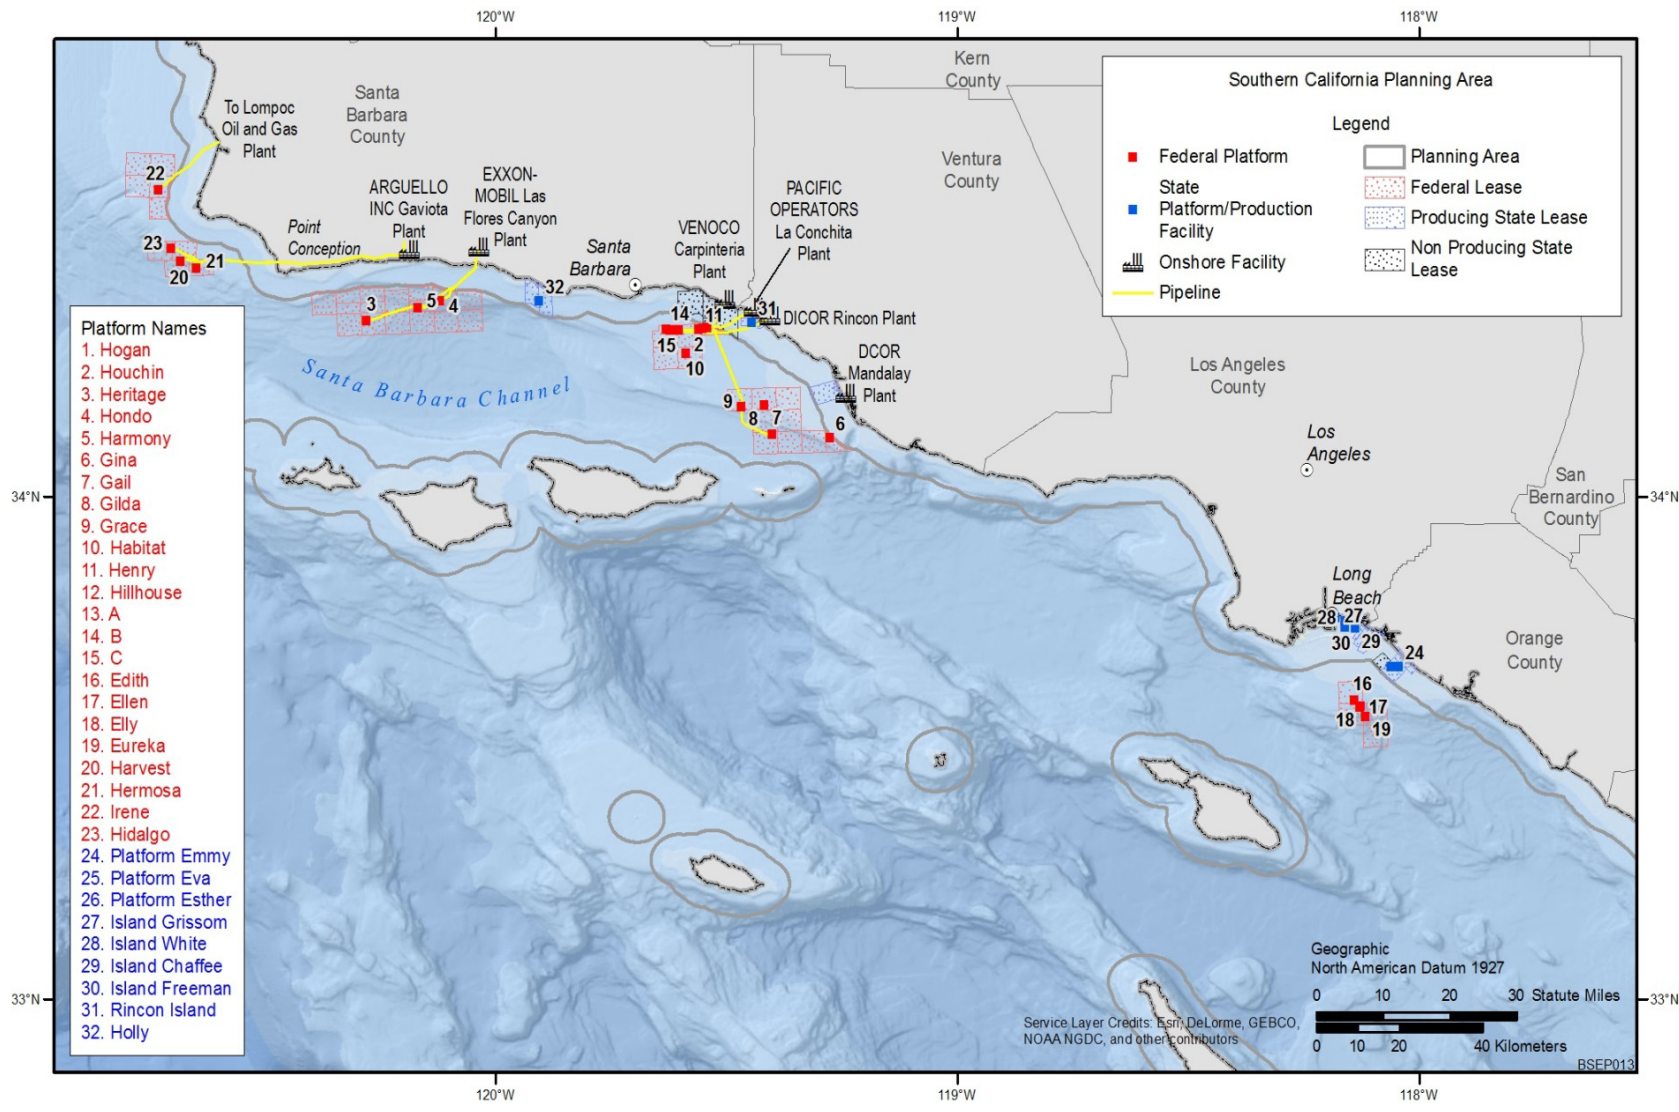 120°W
119°W
118°W
Kern
County
Santa
Barbara
County
To Lompoc
Oil and Gas
Plant
Ventura
County
Southern California Planning Area
Legend
Federal Platform
State
Platform/Production
Facility
Onshore Facility
Pipeline
Planning Area
Federal Lease
Producing State Lease
Non Producing State
Lease
22
ARGUELLO
INC Gaviota
Plant
EXXON-
MOBIL Las
Flores Canyon
Plant
PACIFIC
OPERATORS
La Conchita
Plant
Point
Conception
VENOCO
Carpinteria
Plant
Santa
Barbara
23
21
20
32
3
5
4
14
11
31
DICOR Rincon Plant
15
2
10
DCOR
Mandalay
Plant
Los Angeles
County
Santa Barbara Channel
9
8
7
6
Los
Angeles
San
Bernardino
County
34°N
34°N
Long
Beach
28
27
30
29
24
Orange
County
16
17
18
19
Platform Names
1. Hogan
2. Houchin
3. Heritage
4. Hondo
5. Harmony
6. Gina
7. Gail
8. Gilda
9. Grace
10. Habitat
11. Henry
12. Hillhouse
13. A
14. B
15. C
16. Edith
17. Ellen
18. Elly
19. Eureka
20. Harvest
21. Hermosa
22. Irene
23. Hidalgo
24. Platform Emmy
25. Platform Eva
26. Platform Esther
27. Island Grissom
28. Island White
29. Island Chaffee
30. Island Freeman
31. Rincon Island
32. Holly
33°N
33°N
Geographic
North American Datum 1927
0 10 20 30 Statute Miles
0 10 20 40 Kilometers
Service Layer Credits: Esri, DeLorme, GEBCO,
NOAA NGDC, and other contributors
BSEP013
120°W
119°W
118°W